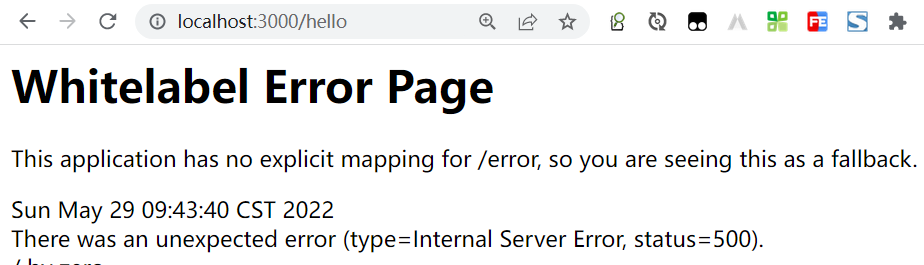 localhost:3000/hello
Whitelabel Error Page
This application has no explicit mapping for /error, so you are seeing this as a fallback.
Sun May 29 09:43:40 CST 2022
There was an unexpected error (type=Internal Server Error, status=500).
/ by zero